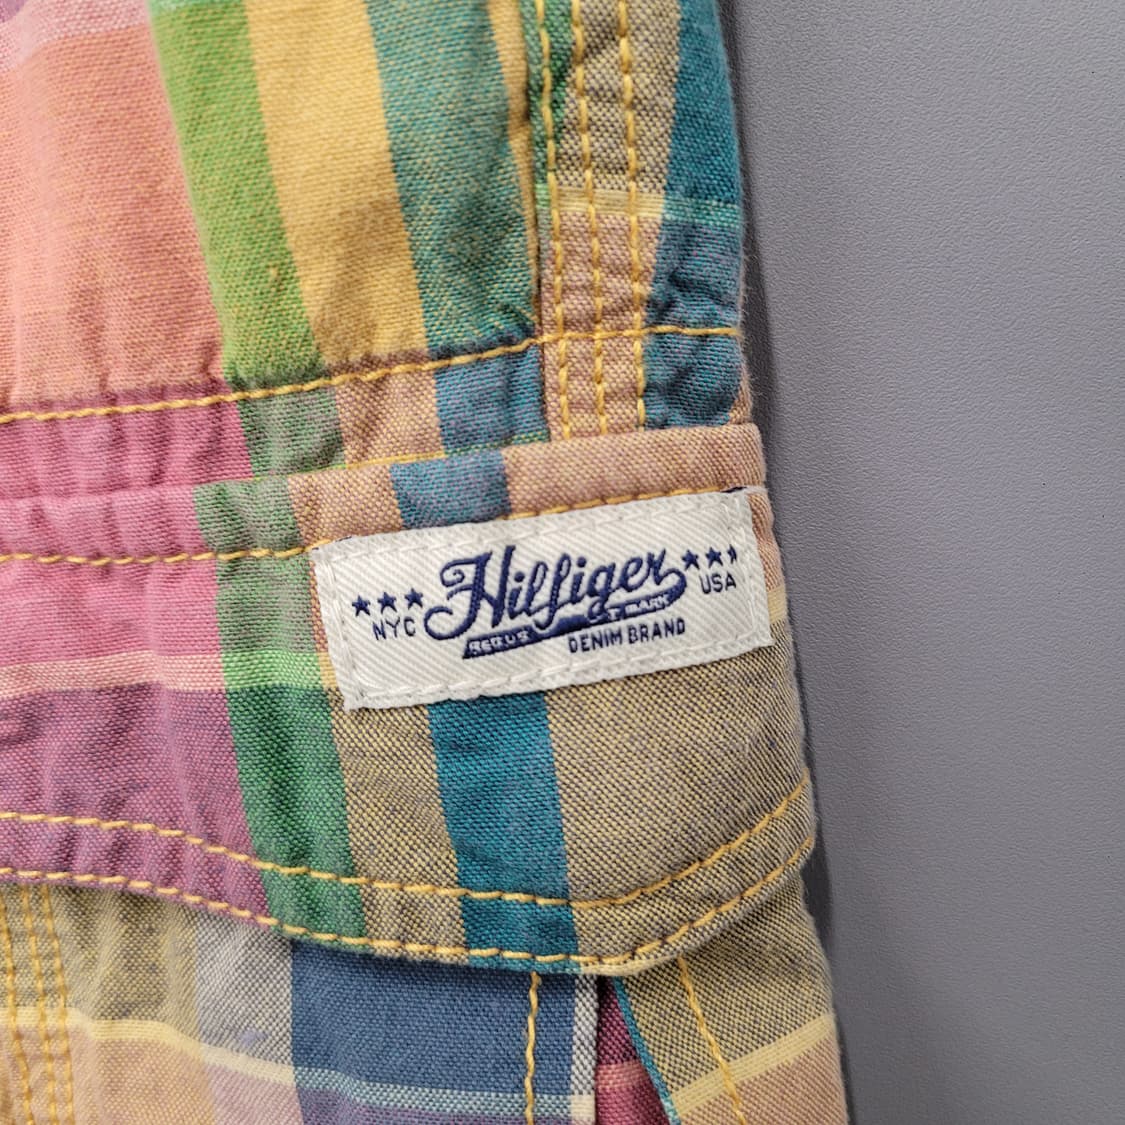 ★★★ Hilfiger ★★★
NYC USA
DENIM BRAND